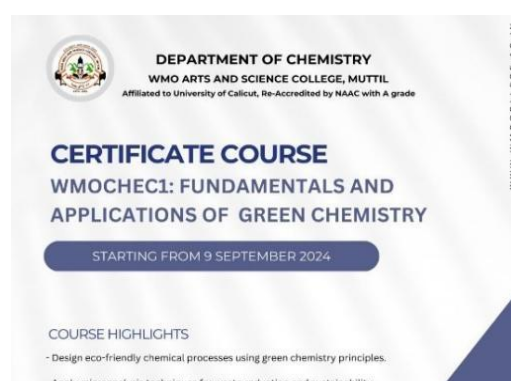 DEPARTMENT OF CHEMISTRY
WMO ARTS AND SCIENCE COLLEGE, MUTTIL
Affiliated to University of Calicut, Re-Accredited by NAAC with A grade
CERTIFICATE COURSE
WMOCHEC1: FUNDAMENTALS AND
APPLICATIONS OF GREEN CHEMISTRY
STARTING FROM 9 SEPTEMBER 2024
COURSE HIGHLIGHTS
- Design eco-friendly chemical processes using green chemistry principles.